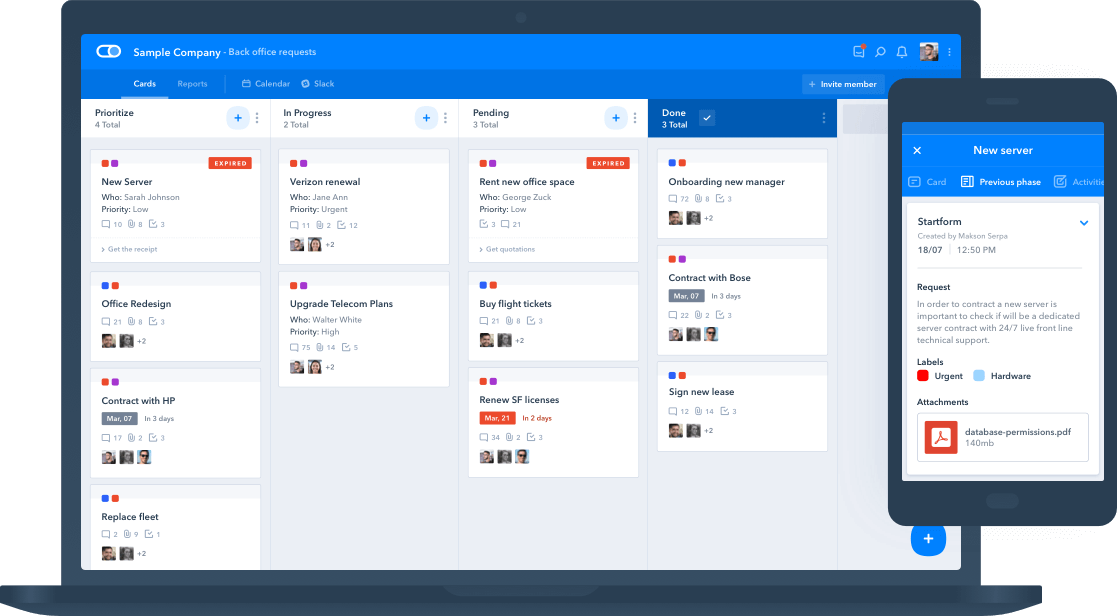 Sample Company - Back office requests
Cards Reports Calendar Slack
+ Invite member
Prioritize
4 Total
EXPIRED
New Server
Who: Sarah Johnson
Priority: Low
10 8 3
Get the receipt
Office Redesign
21 8 3
+2
Contract with HP
Mar, 07 In 3 days
17 2 3
Replace fleet
2 9 1
+2
In Progress
2 Total
Verizon renewal
Who: Jane Ann
Priority: Urgent
11 2 12
+2
Upgrade Telecom Plans
Who: Walter White
Priority: High
75 14 5
+2
Pending
3 Total
EXPIRED
Rent new office space
Who: George Zuck
Priority: Low
3 21
Get quotations
Buy flight tickets
21 8 3
+2
Renew SF licenses
Mar, 21 In 2 days
34 2 3
Done
3 Total
Onboarding new manager
72 8 3
+2
Contract with Bose
Mar, 07 In 3 days
22 2 3
Sign new lease
12 14 3
+2
New server
Card Previous phase Activitie
Startform
Created by Makson Serpa
18/07 12:50 PM
Request
In order to contract a new server is
important to check if will be a dedicated
server contract with 24/7 live front line
technical support.
Labels
Urgent Hardware
Attachments
database-permissions.pdf
140mb